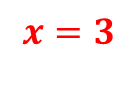 x = 3